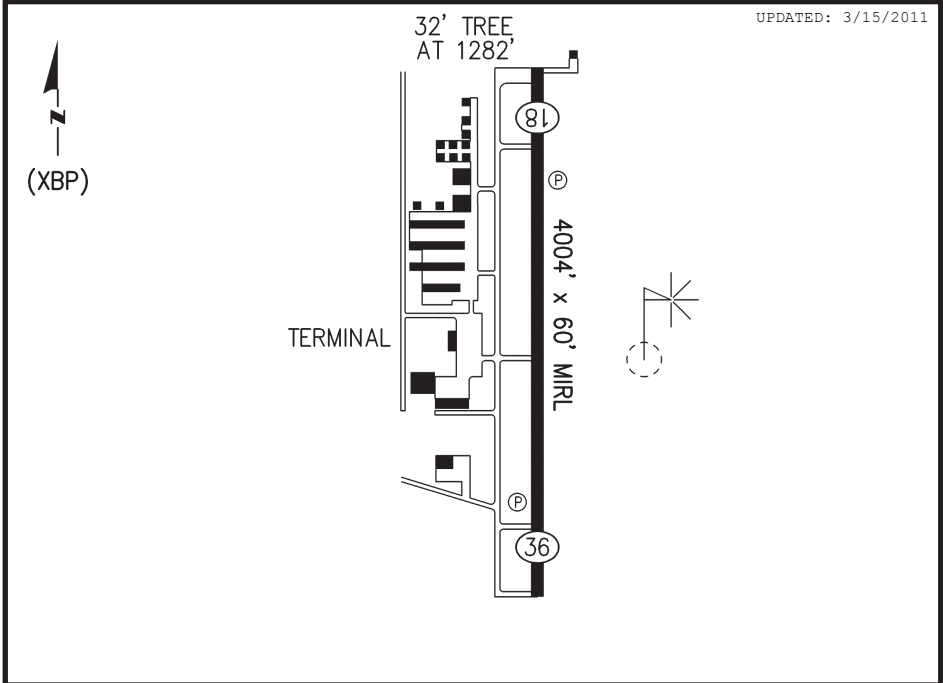 UPDATED: 3/15/2011
32' TREE
AT 1282'
N
(XBP)
18
P
4004' x 60' MIRL
TERMINAL
P
36